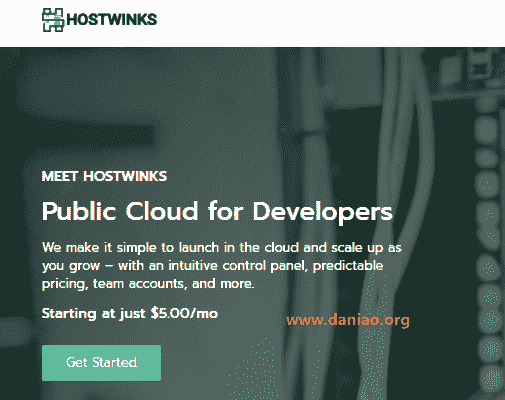 HOSTWINKS
MEET HOSTWINKS
Public Cloud for Developers
We make it simple to launch in the cloud and scale up as
you grow – with an intuitive control panel, predictable
pricing, team accounts, and more.
Starting at just $5.00/mo
www.daniao.org
Get Started